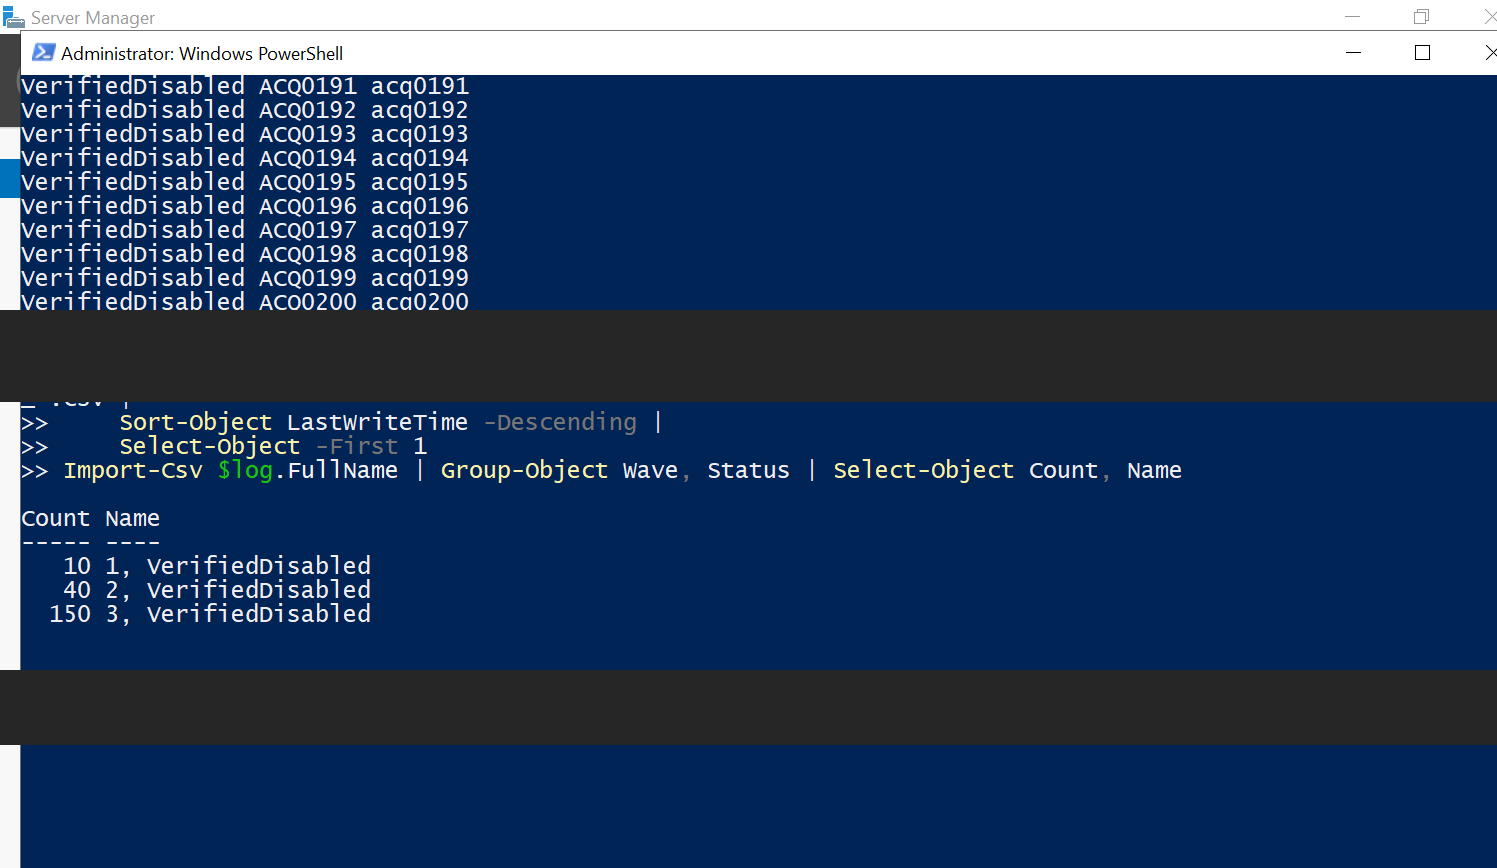 Server Manager
Administrator: Windows PowerShell
VerifiedDisabled ACQ0191 acq0191
VerifiedDisabled ACQ0192 acq0192
VerifiedDisabled ACQ0193 acq0193
VerifiedDisabled ACQ0194 acq0194
VerifiedDisabled ACQ0195 acq0195
VerifiedDisabled ACQ0196 acq0196
VerifiedDisabled ACQ0197 acq0197
VerifiedDisabled ACQ0198 acq0198
VerifiedDisabled ACQ0199 acq0199
VerifiedDisabled ACQ0200 acq0200
_*.csv |
>>     Sort-Object LastWriteTime -Descending |
>>     Select-Object -First 1
>> Import-Csv $log.FullName | Group-Object Wave, Status | Select-Object Count, Name
Count Name
----- ----
   10 1, VerifiedDisabled
   40 2, VerifiedDisabled
  150 3, VerifiedDisabled